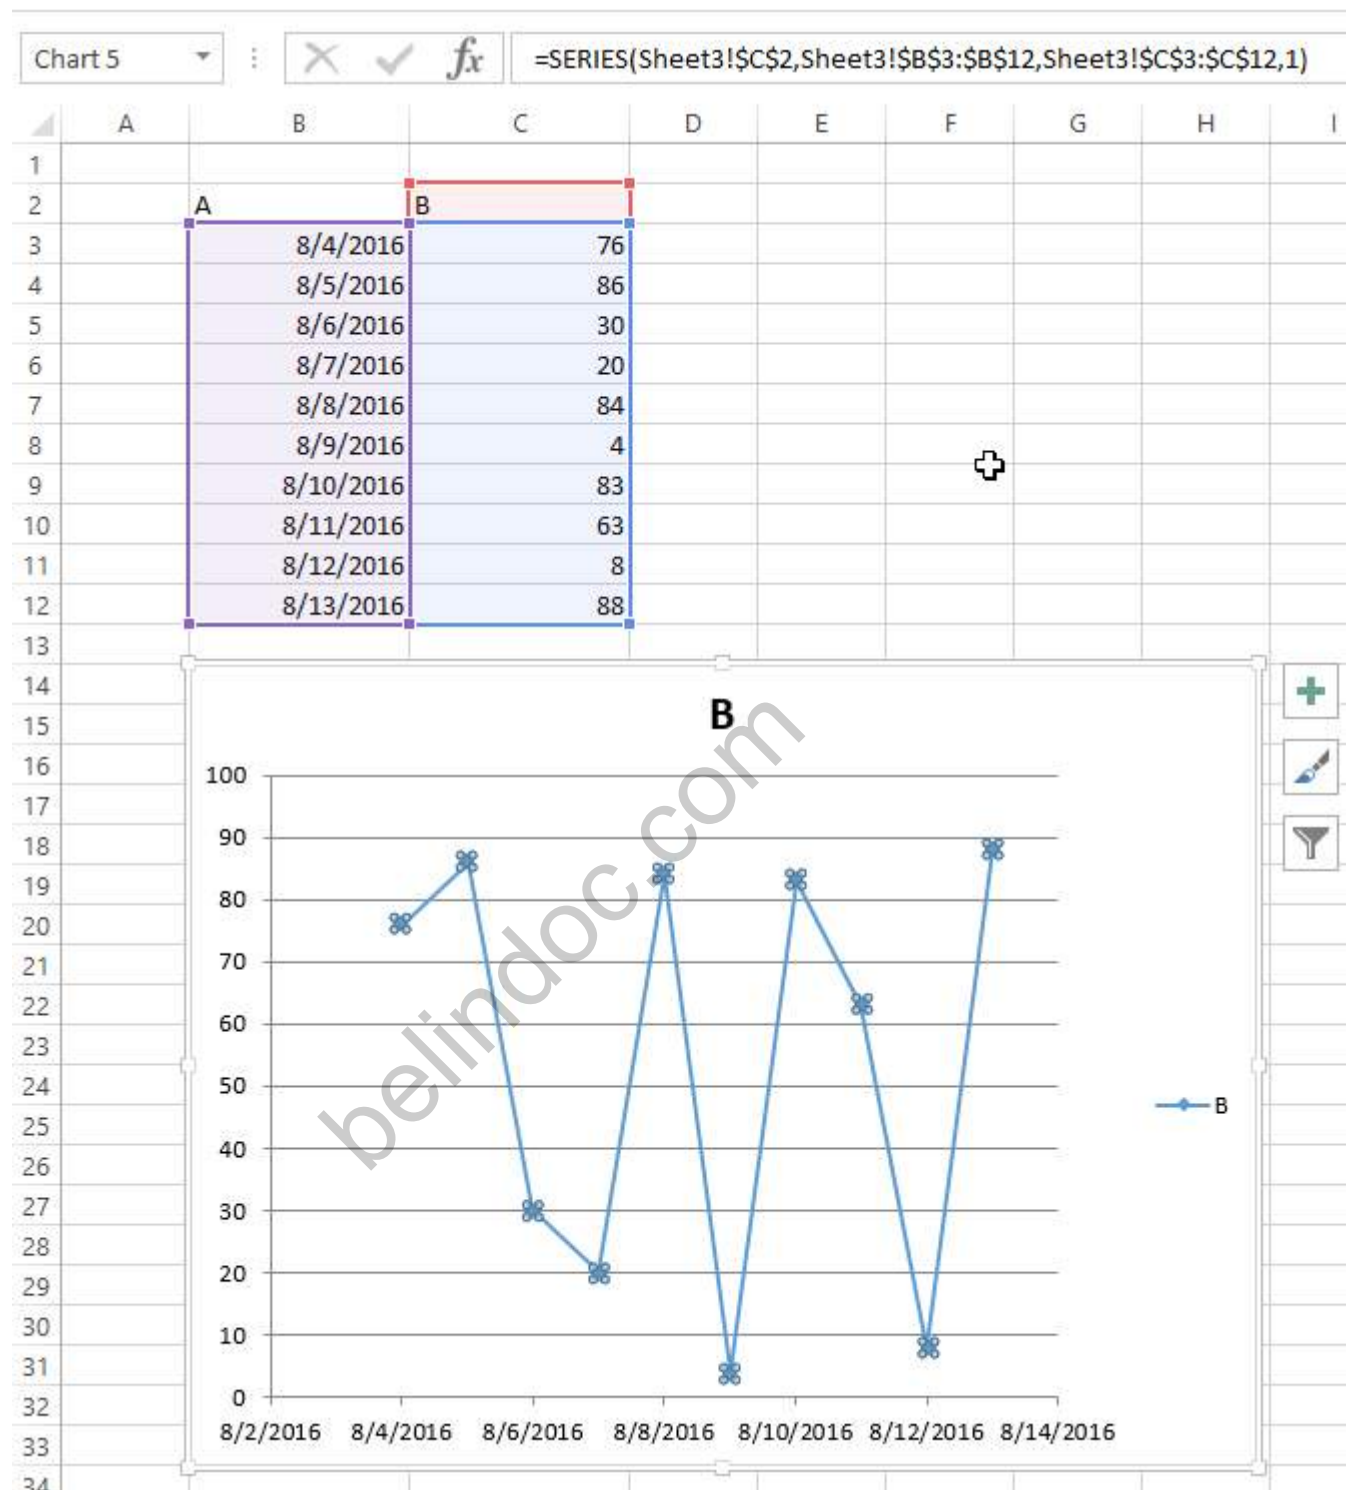 Chart 5 fx =SERIES(Sheet3!$C$2,Sheet3!$B$3:$B$12,Sheet3!$C$3:$C$12,1)
A B C D E F G H I
1
2 A B
3 8/4/2016 76
4 8/5/2016 86
5 8/6/2016 30
6 8/7/2016 20
7 8/8/2016 84
8 8/9/2016 4
9 8/10/2016 83
10 8/11/2016 63
11 8/12/2016 8
12 8/13/2016 88
13
14
15
16
17
18
19
20
21
22
23
24
25
26
27
28
29
30
31
32
33
34
B
100
90
80
70
60
50
40
30
20
10
0
8/2/2016 8/4/2016 8/6/2016 8/8/2016 8/10/2016 8/12/2016 8/14/2016
B
belindoc.com